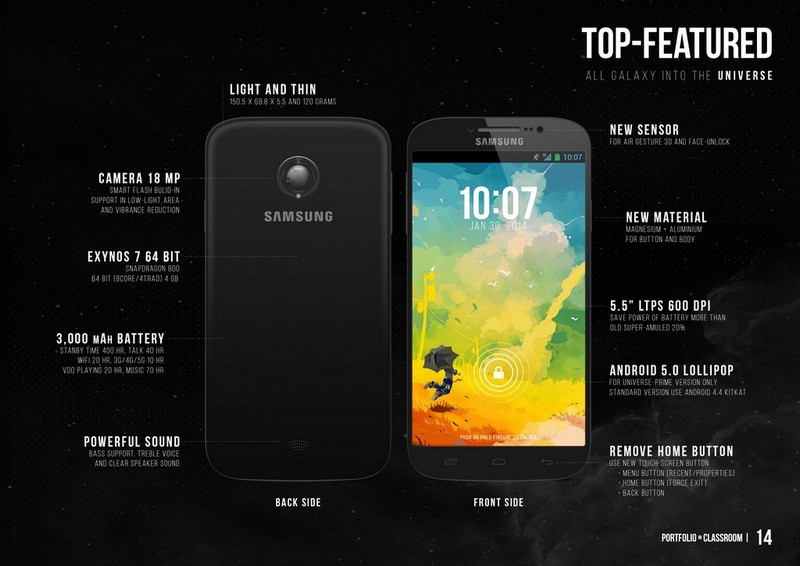 TOP-FEATURED
ALL GALAXY INTO THE UNIVERSE
LIGHT AND THIN
150.5 X 69.8 X 5.5 AND 120 GRAMS
CAMERA 18 MP
SMART FLASH BULID-IN
SUPPORT IN LOW-LIGHT AREA
AND VIBRANCE REDUCTION
EXYNOS 7 64 BIT
SNAPDRAGON 800
64 BIT [8CORE/4TRAD] 4 GB
3,000 mAh BATTERY
STANBY TIME 400 HR, TALK 40 HR
WIFI 20 HR, 3G/4G/5G 10 HR
VDO PLAYING 20 HR, MUSIC 70 HR
POWERFUL SOUND
BASS SUPPORT, TREBLE VOICE
AND CLEAR SPEAKER SOUND
SAMSUNG
BACK SIDE
SAMSUNG
10:07
10:07
JAN 30, 2014
FRONT SIDE
NEW SENSOR
FOR AIR GESTURE 3D AND FACE-UNLOCK
NEW MATERIAL
MAGNESIUM + ALUMINIUM
FOR BUTTON AND BODY
5.5" LTPS 600 DPI
SAVE POWER OF BATTERY MORE THAN
OLD SUPER-AMULED 20%
ANDROID 5.0 LOLLIPOP
FOR UNIVERSE-PRIME VERSION ONLY
STANDARD VERSION USE ANDROID 4.4 KITKAT
REMOVE HOME BUTTON
USE NEW TOUCH-SCREEN BUTTON
- MENU BUTTON [RECENT/PROPERTIES]
- HOME BUTTON [FORCE EXIT]
- BACK BUTTON
PORTFOLIO IN CLASSROOM | 14